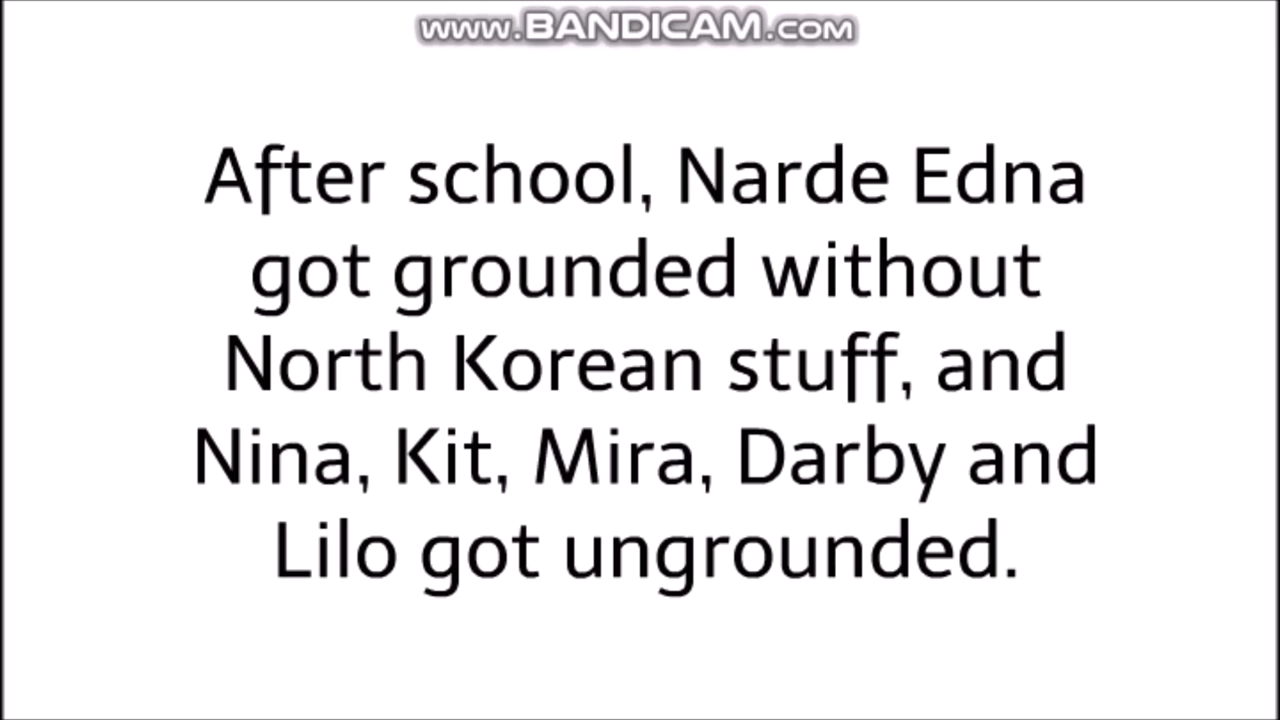 www.BANDICAM.com
After school, Narde Edna
got grounded without
North Korean stuff, and
Nina, Kit, Mira, Darby and
Lilo got ungrounded.